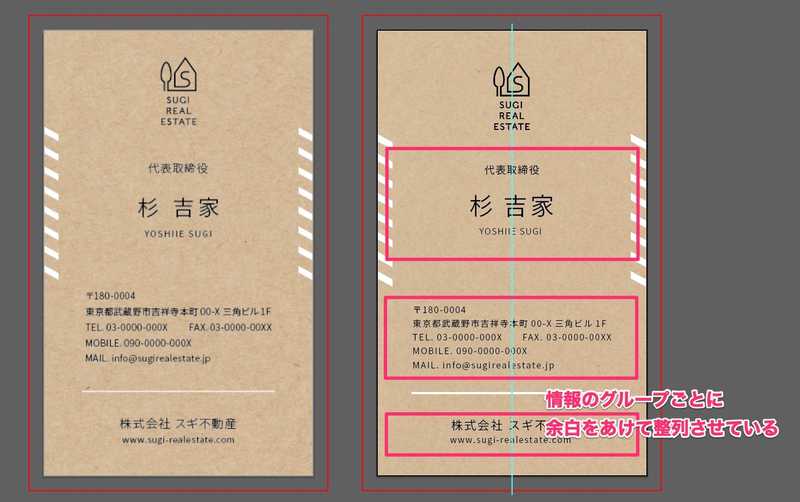 S
SUGI
REAL
ESTATE
代表取締役
杉 吉家
YOSHIIE SUGI
〒180-0004
東京都武蔵野市吉祥寺本町 00-X 三角ビル 1F
TEL. 03-0000-000X FAX. 03-0000-00XX
MOBILE. 090-0000-000X
MAIL. info@sugirealestate.jp
株式会社 スギ不動産
www.sugi-realestate.com
S
SUGI
REAL
ESTATE
代表取締役
杉 吉家
YOSHIIE SUGI
〒180-0004
東京都武蔵野市吉祥寺本町 00-X 三角ビル 1F
TEL. 03-0000-000X FAX. 03-0000-00XX
MOBILE. 090-0000-000X
MAIL. info@sugirealestate.jp
情報のグループごとに
株式会社 スギ不
余白をあけて整列させている
www.sugi-realestate.com